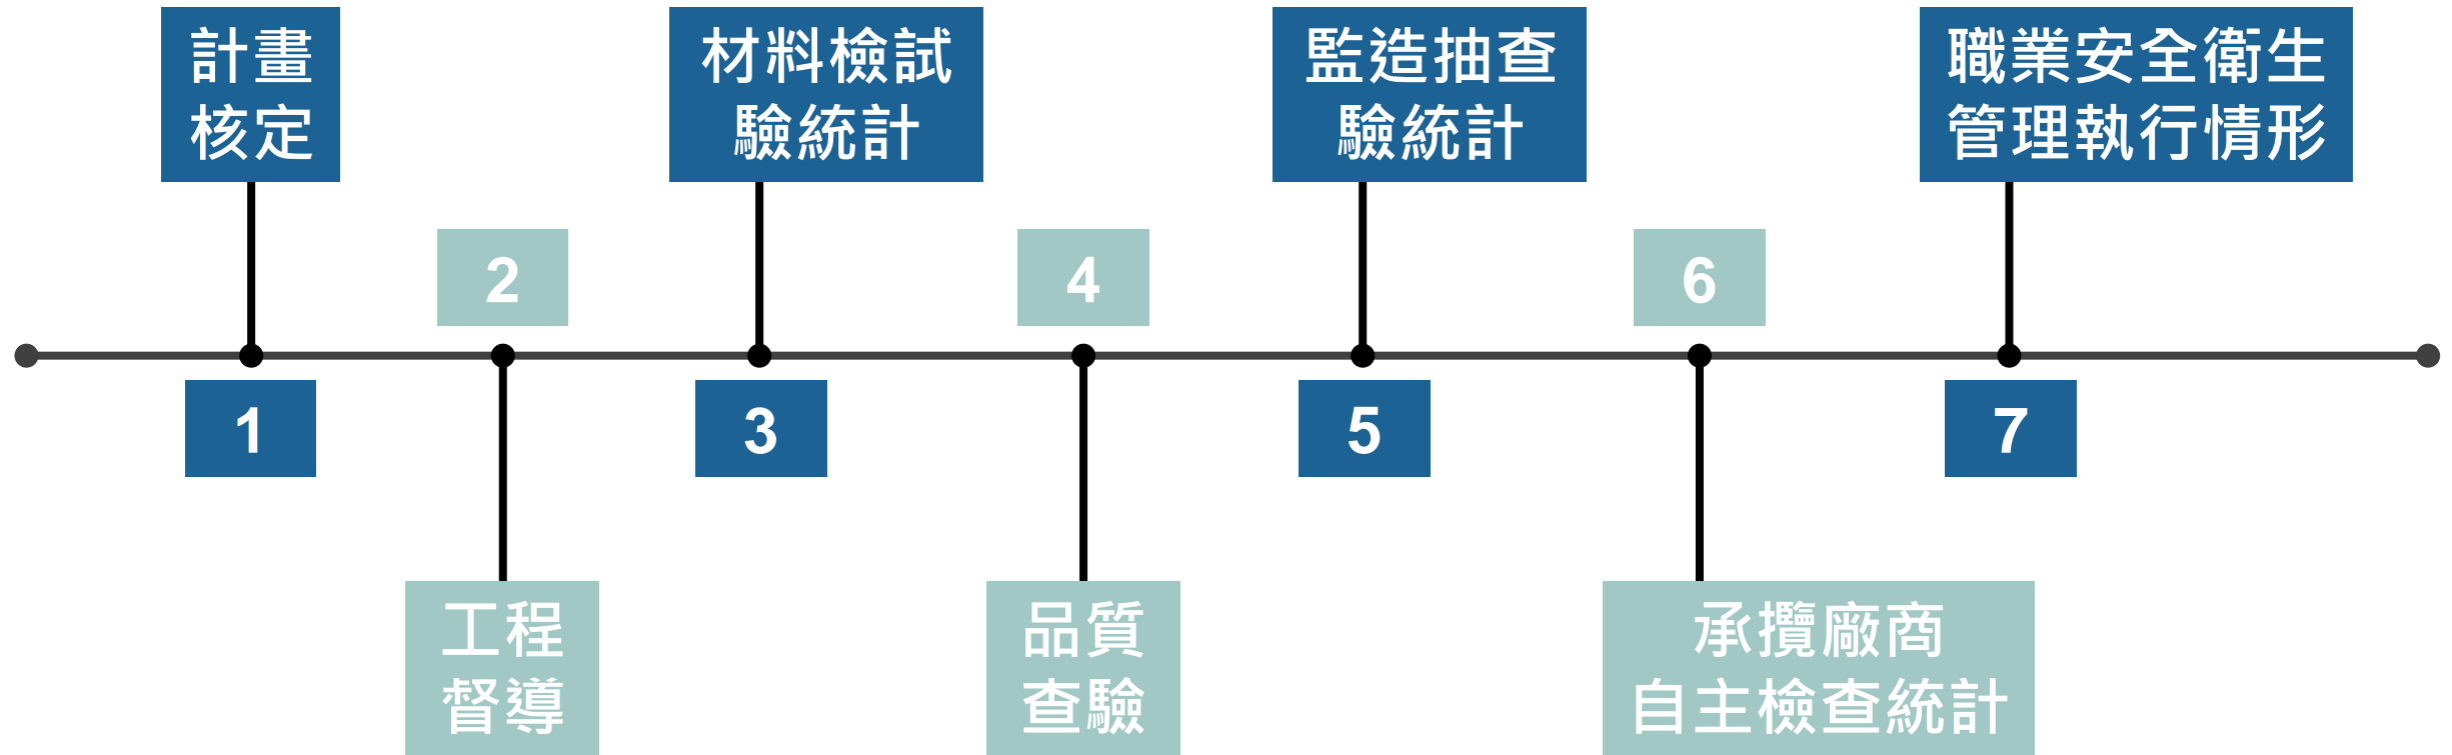 計畫
核定
材料檢試
驗統計
監造抽查
驗統計
職業安全衛生
管理執行情形
2
4
6
1
3
5
7
工程
督導
品質
查驗
承攬廠商
自主檢查統計